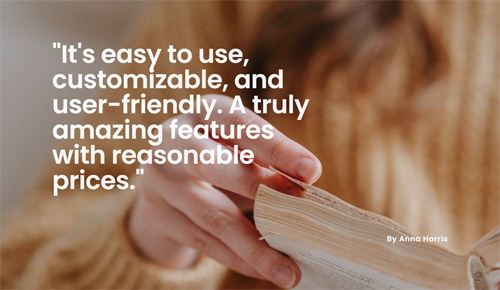 "It's easy to use,
customizable, and
user-friendly. A truly
amazing features
with reasonable
prices."
By Anna Harris